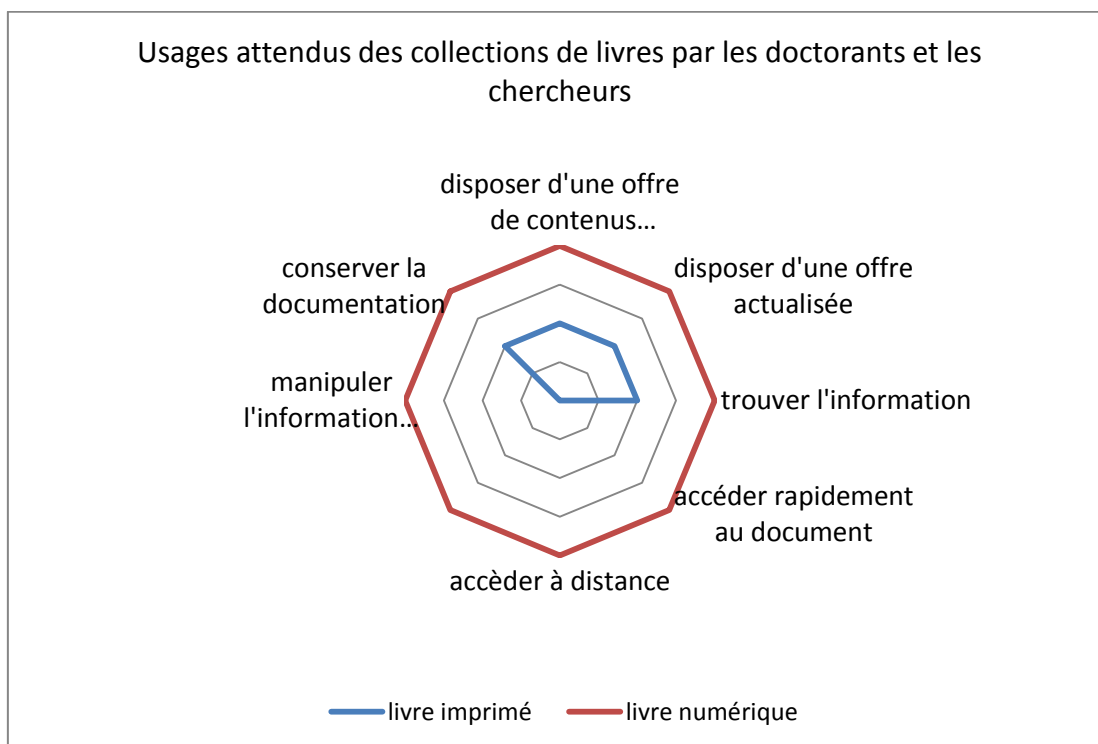 Usages attendus des collections de livres par les doctorants et les
chercheurs
disposer d'une offre
de contenus...
disposer d'une offre
actualisée
trouver l'information
accéder rapidement
au document
accèder à distance
manipuler
l'information...
conserver la
documentation
livre imprimé
livre numérique